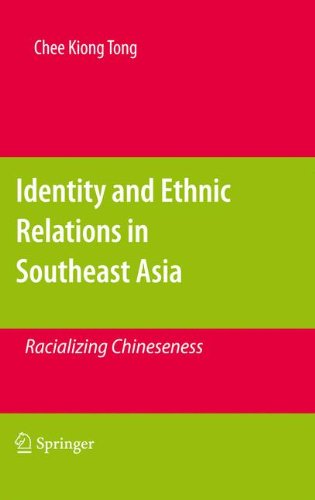 Chee Kiong Tong
Identity and Ethnic
Relations in
Southeast Asia
Racializing Chineseness
Springer